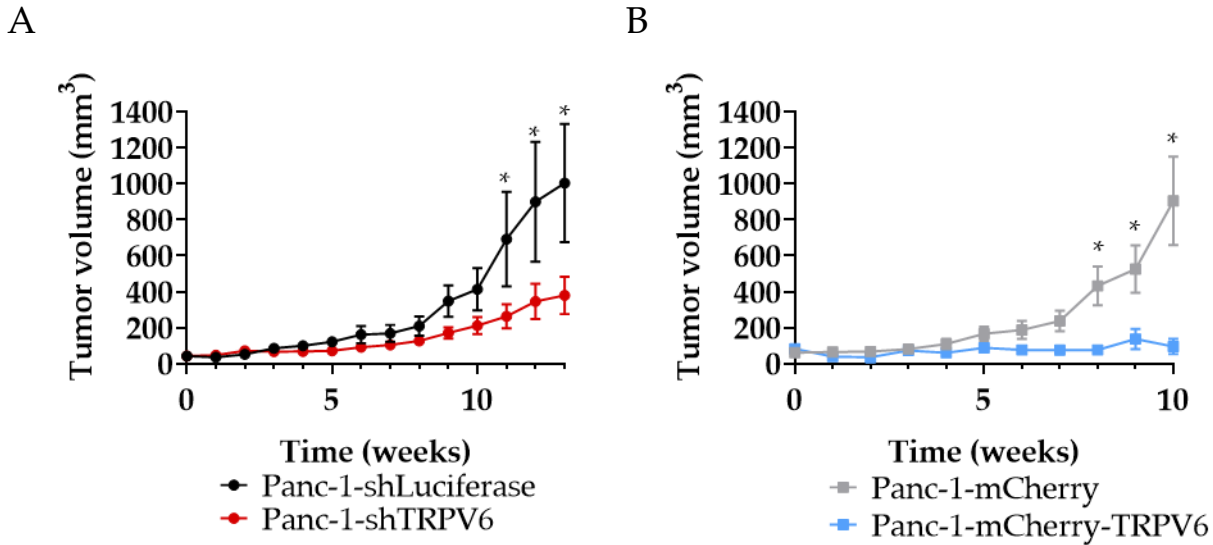 A
B
Tumor volume (mm³)
1400
1200
1000
800
600
400
200
0
* * *
0 5 10
Time (weeks)
Panc-1-shLuciferase
Panc-1-shTRPV6
Tumor volume (mm³)
1400
1200
1000
800
600
400
200
0
* * *
0 5 10
Time (weeks)
Panc-1-mCherry
Panc-1-mCherry-TRPV6